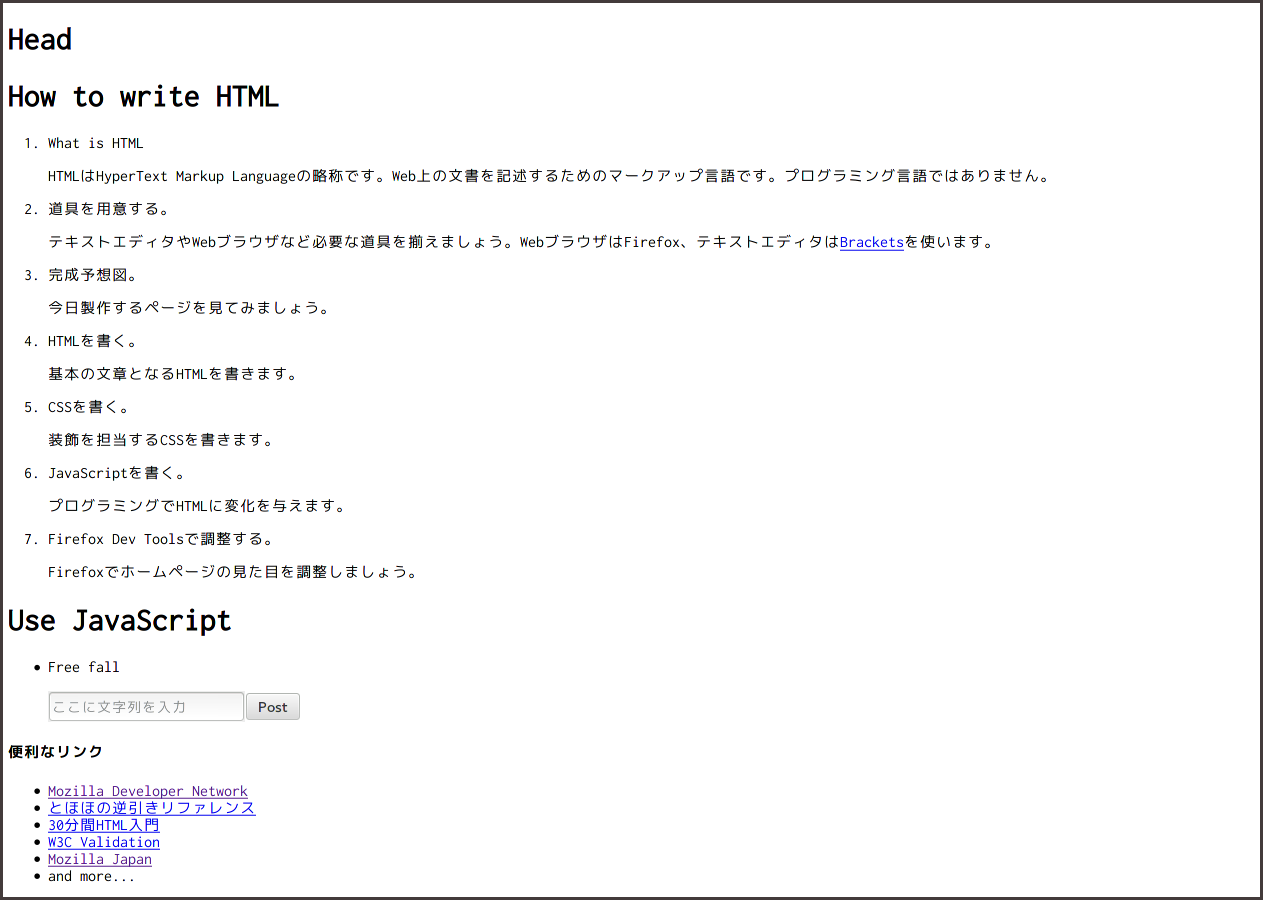 Head
How to write HTML
1. What is HTML
HTMLはHyperText Markup Languageの略称です。Web上の文書を記述するためのマークアップ言語です。プログラミング言語ではありません。
2. 道具を用意する。
テキストエディタやWebブラウザなど必要な道具を揃えましょう。WebブラウザはFirefox、テキストエディタはBracketsを使います。
3. 完成予想図。
今日製作するページを見てみましょう。
4. HTMLを書く。
基本の文章となるHTMLを書きます。
5. CSSを書く。
装飾を担当するCSSを書きます。
6. JavaScriptを書く。
プログラミングでHTMLに変化を与えます。
7. Firefox Dev Toolsで調整する。
Firefoxでホームページの見た目を調整しましょう。
Use JavaScript
• Free fall
ここに文字列を入力 Post
便利なリンク
• Mozilla Developer Network
• とほほの逆引きリファレンス
• 30分間HTML入門
• W3C Validation
• Mozilla Japan
• and more...